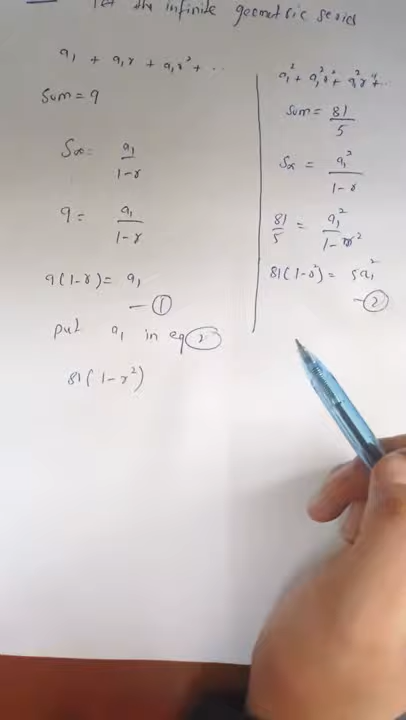 Let the infinite geometric series
a₁ + a₁r + a₁r² + ...
Sum = 9
S∞ = a₁ / 1-r
9 = a₁ / 1-r
9(1-r) = a₁
— ①
put a₁ in eq ②
81(1-r²)
a₁² + a₁²r² + a₁²r⁴ + ...
Sum = 81/5
S∞ = a₁² / 1-r
81/5 = a₁² / 1-r²
81(1-r²) = 5a₁²
— ②